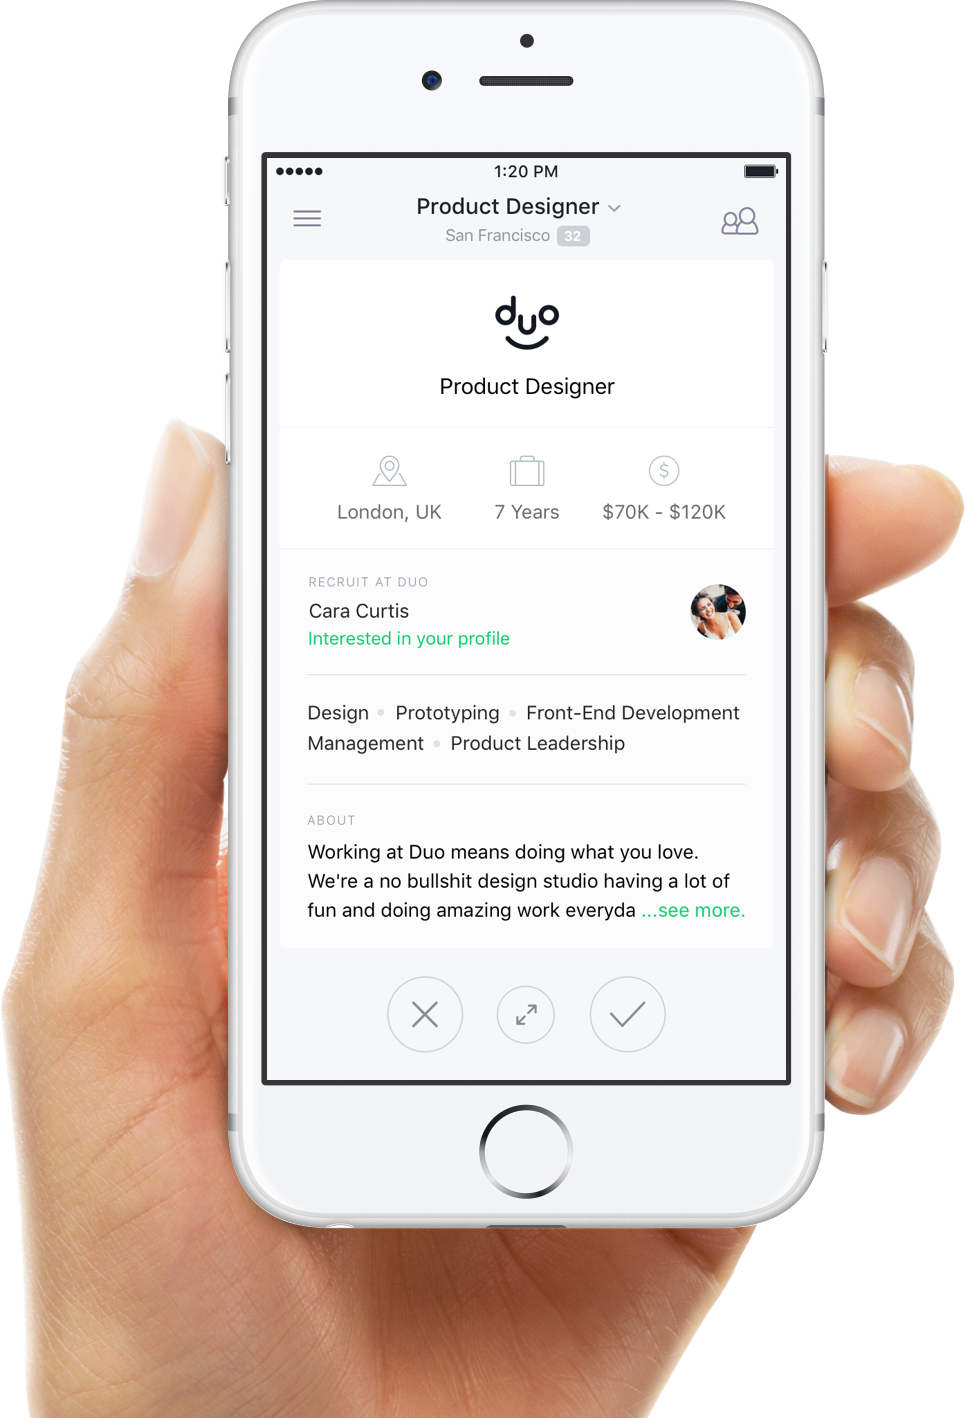 1:20 PM
Product Designer
San Francisco 32
duo
Product Designer
$
London, UK 7 Years $70K - $120K
RECRUIT AT DUO
Cara Curtis
Interested in your profile
Design • Prototyping • Front-End Development
Management • Product Leadership
ABOUT
Working at Duo means doing what you love.
We're a no bullshit design studio having a lot of
fun and doing amazing work everyda ...see more.